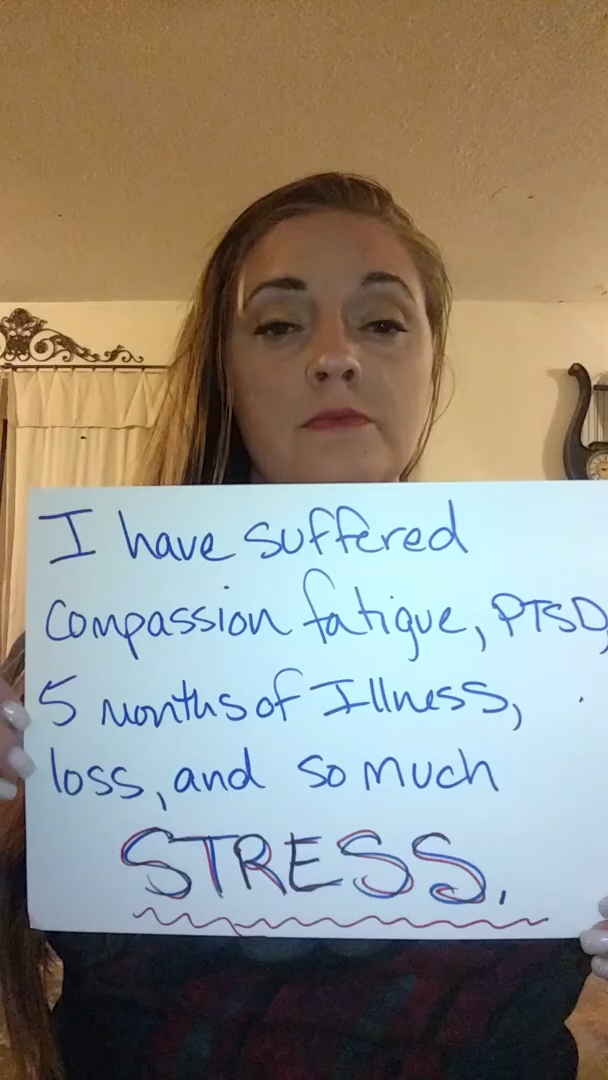 I have suffered
compassion fatigue, PTSD,
5 months of Illness,
loss, and so much
STRESS.